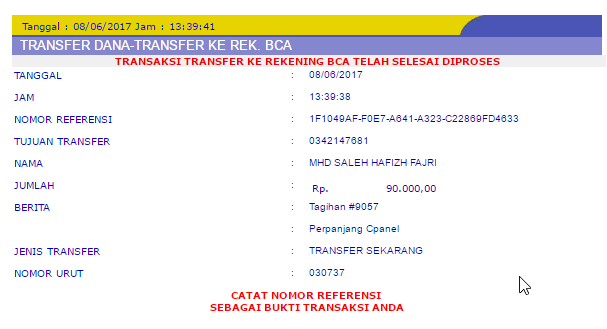 Tanggal : 08/06/2017 Jam : 13:39:41
TRANSFER DANA-TRANSFER KE REK. BCA
TRANSAKSI TRANSFER KE REKENING BCA TELAH SELESAI DIPROSES
TANGGAL : 08/06/2017
JAM : 13:39:38
NOMOR REFERENSI : 1F1049AF-F0E7-A641-A323-C22869FD4633
TUJUAN TRANSFER : 0342147681
NAMA : MHD SALEH HAFIZH FAJRI
JUMLAH : Rp. 90.000,00
BERITA : Tagihan #9057
: Perpanjang Cpanel
JENIS TRANSFER : TRANSFER SEKARANG
NOMOR URUT : 030737
CATAT NOMOR REFERENSI
SEBAGAI BUKTI TRANSAKSI ANDA